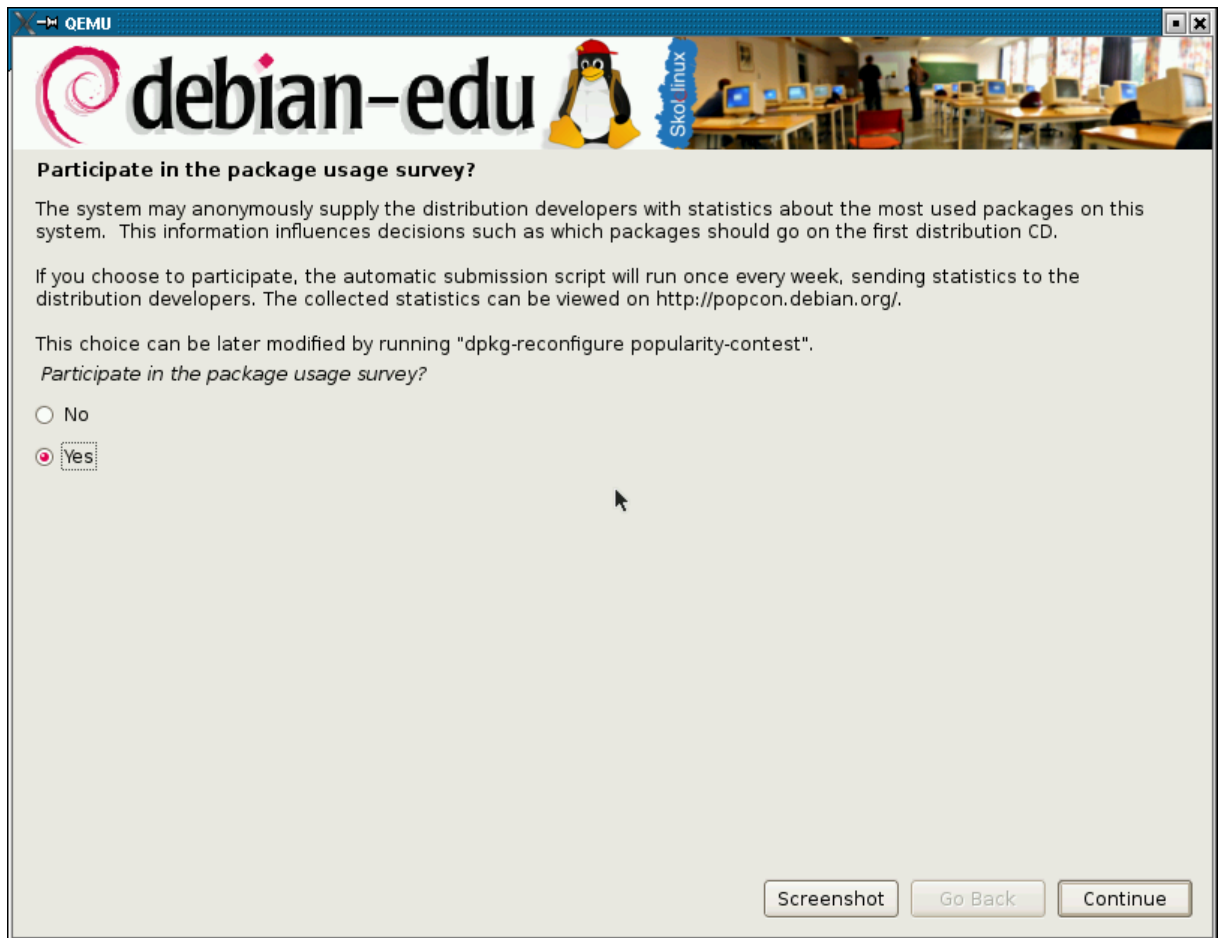 QEMU
debian-edu
Skolelinux
Participate in the package usage survey?
The system may anonymously supply the distribution developers with statistics about the most used packages on this
system.  This information influences decisions such as which packages should go on the first distribution CD.
If you choose to participate, the automatic submission script will run once every week, sending statistics to the
distribution developers. The collected statistics can be viewed on http://popcon.debian.org/.
This choice can be later modified by running "dpkg-reconfigure popularity-contest".
Participate in the package usage survey?
No
Yes
Screenshot
Go Back
Continue